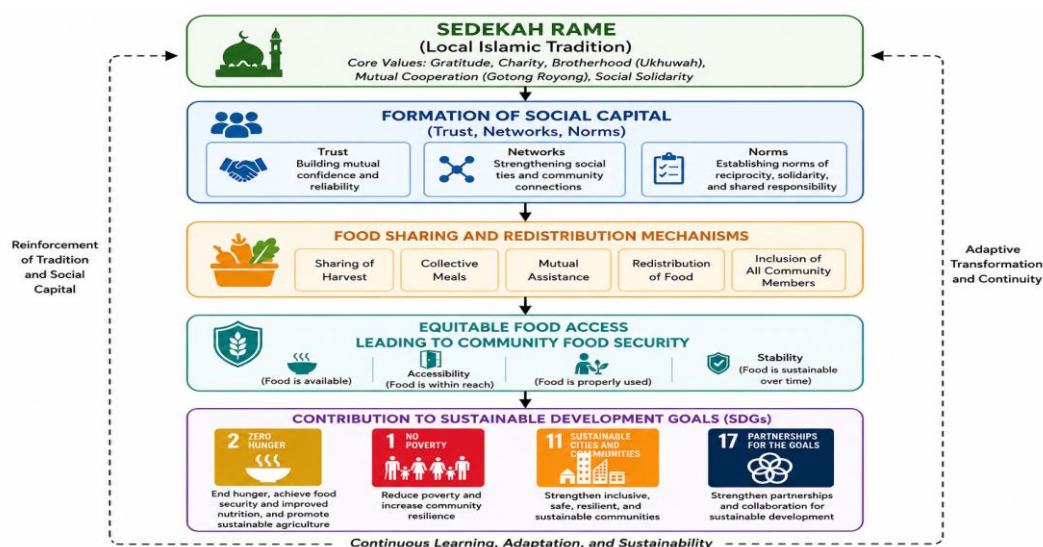 SEDEKAH RAME
(Local Islamic Tradition)
Core Values: Gratitude, Charity, Brotherhood (Ukhuwah),
Mutual Cooperation (Gotong Royong), Social Solidarity
FORMATION OF SOCIAL CAPITAL
(Trust, Networks, Norms)
Trust
Building mutual
confidence and
reliability
Networks
Strengthening social
ties and community
connections
Norms
Establishing norms of
reciprocity, solidarity,
and shared responsibility
Reinforcement
of Tradition
and Social
Capital
FOOD SHARING AND REDISTRIBUTION MECHANISMS
Sharing of
Harvest
Collective
Meals
Mutual
Assistance
Redistribution
of Food
Inclusion of
All Community
Members
Adaptive
Transformation
and Continuity
EQUITABLE FOOD ACCESS
LEADING TO COMMUNITY FOOD SECURITY
(Food is available)
Accessibility
(Food is within reach)
(Food is properly used)
Stability
(Food is sustainable
over time)
CONTRIBUTION TO SUSTAINABLE DEVELOPMENT GOALS (SDGs)
2 ZERO
HUNGER
End hunger, achieve food
security and improved
nutrition, and promote
sustainable agriculture
1 NO
POVERTY
Reduce poverty and
increase community
resilience
11 SUSTAINABLE
CITIES AND
COMMUNITIES
Strengthen inclusive,
safe, resilient, and
sustainable communities
17 PARTNERSHIPS
FOR THE GOALS
Strengthen partnerships
and collaboration for
sustainable development
Continuous Learning, Adaptation, and Sustainability